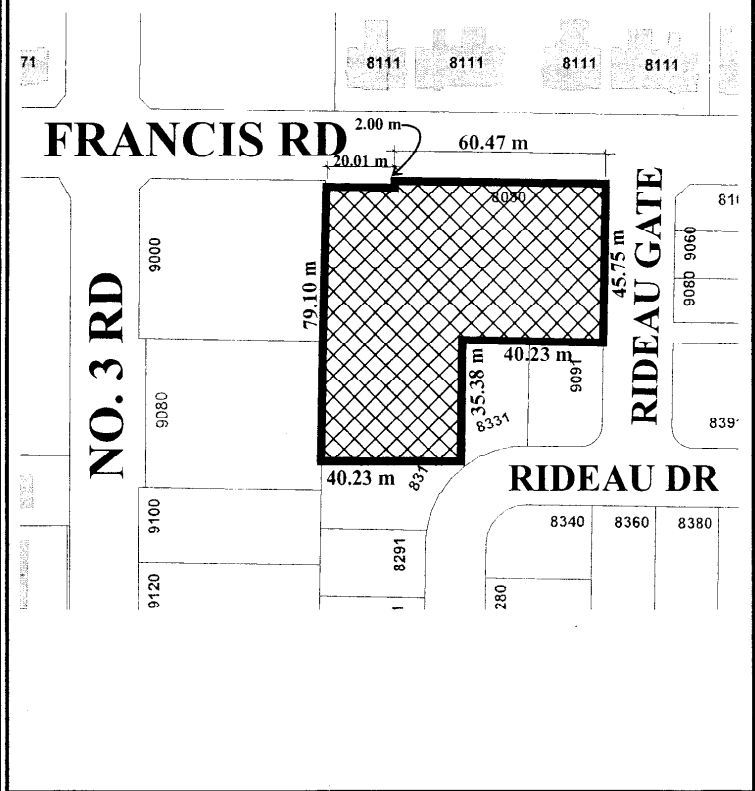 71
8111
8111
8111
8111
FRANCIS RD
2.00 m
20.01 m
60.47 m
8080
79.10 m
45.75 m
RIDEAU GATE
9060
9080
9000
NO. 3 RD
9080
40.23 m
35.38 m
8331
9091
40.23 m
RIDEAU DR
9100
8291
8340
8360
8380
9120
280